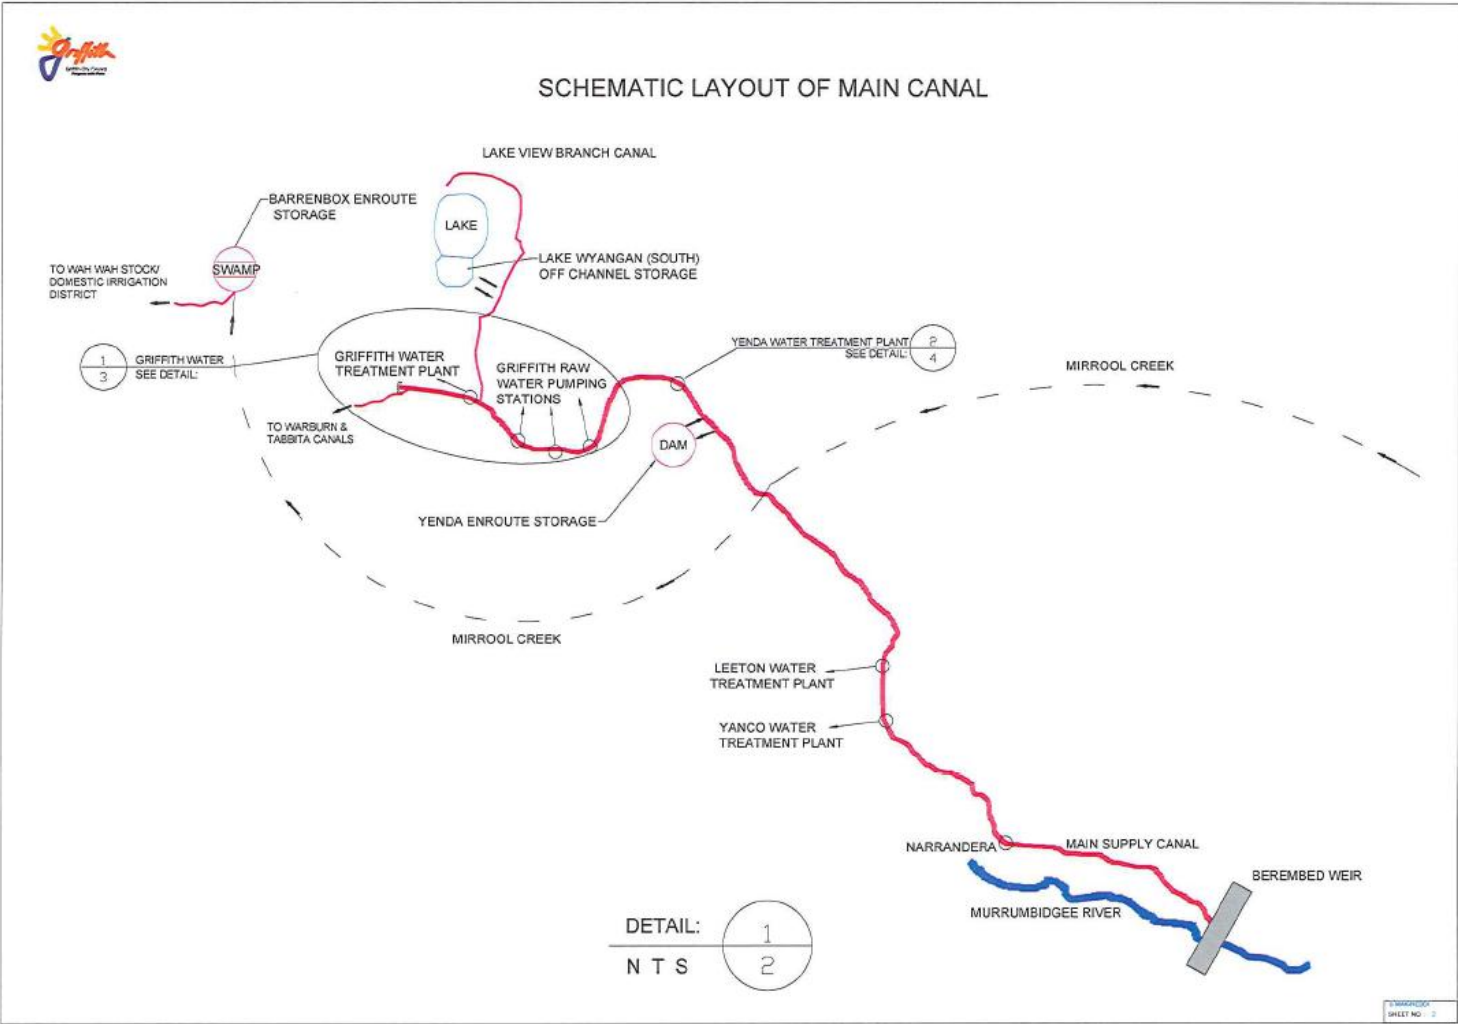 Griffith
SCHEMATIC LAYOUT OF MAIN CANAL
LAKE VIEW BRANCH CANAL
BARRENBOX ENROUTE
STORAGE
LAKE
SWAMP
LAKE WYANGAN (SOUTH)
OFF CHANNEL STORAGE
TO WAH WAH STOCK/
DOMESTIC IRRIGATION
DISTRICT
1
3
GRIFFITH WATER
SEE DETAIL:
GRIFFITH WATER
TREATMENT PLANT
GRIFFITH RAW
WATER PUMPING
STATIONS
YENDA WATER TREATMENT PLANT
SEE DETAIL:
2
4
MIRROOL CREEK
TO WARBURN &
TABBITA CANALS
DAM
YENDA ENROUTE STORAGE
MIRROOL CREEK
LEETON WATER
TREATMENT PLANT
YANCO WATER
TREATMENT PLANT
NARRANDERA
MAIN SUPPLY CANAL
BEREMBED WEIR
MURRUMBIDGEE RIVER
DETAIL:
1
N T S
2
SHEET NO : 2